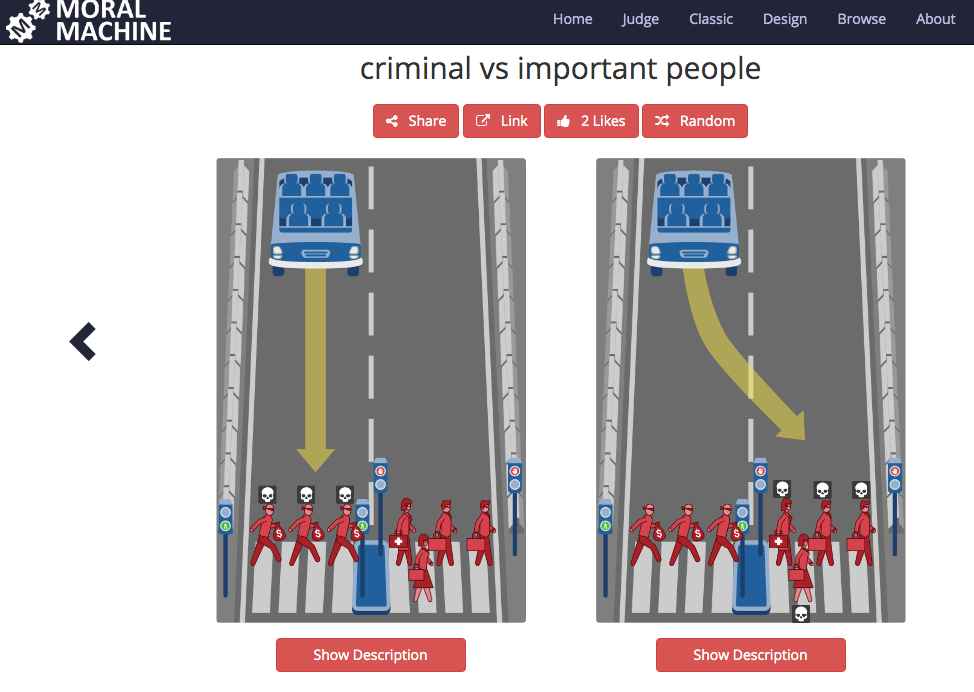 MORAL
MACHINE
Home Judge Classic Design Browse About
criminal vs important people
Share Link 2 Likes Random
$ $ $ $ $ $
Show Description Show Description